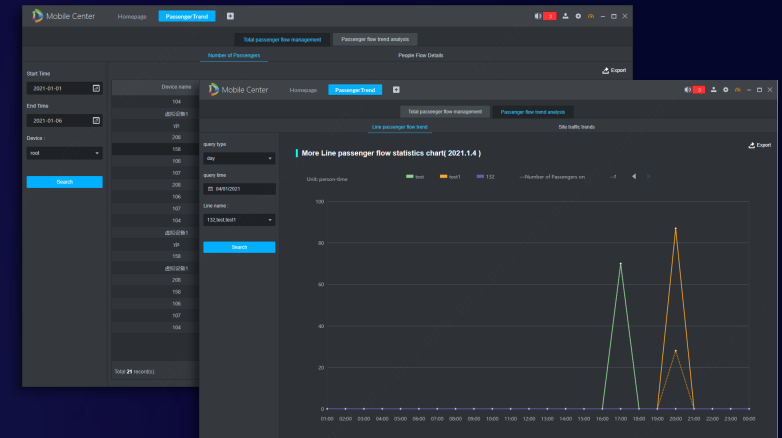 Mobile Center Homepage PassengerTrend
Total passenger flow management Passenger flow trend analysis
Number of Passengers People Flow Details
Export
Start Time
2021-01-01
End Time
2021-01-06
Device :
root
Search
Device name
104
虚拟设备1
208
158
108
107
208
106
107
104
虚拟设备1
158
虚拟设备1
208
158
106
107
104
Total 21 record(s)
Mobile Center Homepage PassengerTrend
Total passenger flow management Passenger flow trend analysis
Line passenger flow trend Site traffic trends
Export
query type
day
query time
04/01/2021
Line name :
132,test,test1
Search
More Line passenger flow statistics chart( 2021.1.4 )
Unit: person-time
test test1 132 --Number of Passengers on
100
80
60
40
20
0
01:00 02:00 03:00 04:00 05:00 06:00 07:00 08:00 09:00 10:00 11:00 12:00 13:00 14:00 15:00 16:00 17:00 18:00 19:00 20:00 21:00 22:00 23:00 00:00